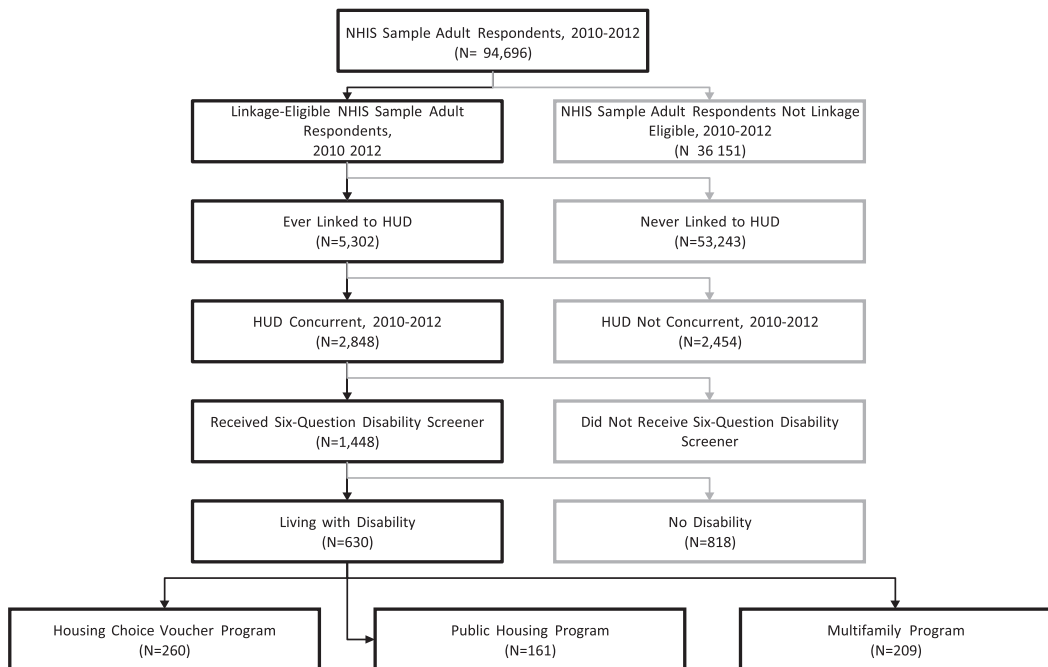 NHIS Sample Adult Respondents, 2010-2012
(N= 94,696)
Linkage-Eligible NHIS Sample Adult
Respondents,
2010 2012
NHIS Sample Adult Respondents Not Linkage
Eligible, 2010-2012
(N 36 151)
Ever Linked to HUD
(N=5,302)
Never Linked to HUD
(N=53,243)
HUD Concurrent, 2010-2012
(N=2,848)
HUD Not Concurrent, 2010-2012
(N=2,454)
Received Six-Question Disability Screener
(N=1,448)
Did Not Receive Six-Question Disability
Screener
Living with Disability
(N=630)
No Disability
(N=818)
Housing Choice Voucher Program
(N=260)
Public Housing Program
(N=161)
Multifamily Program
(N=209)